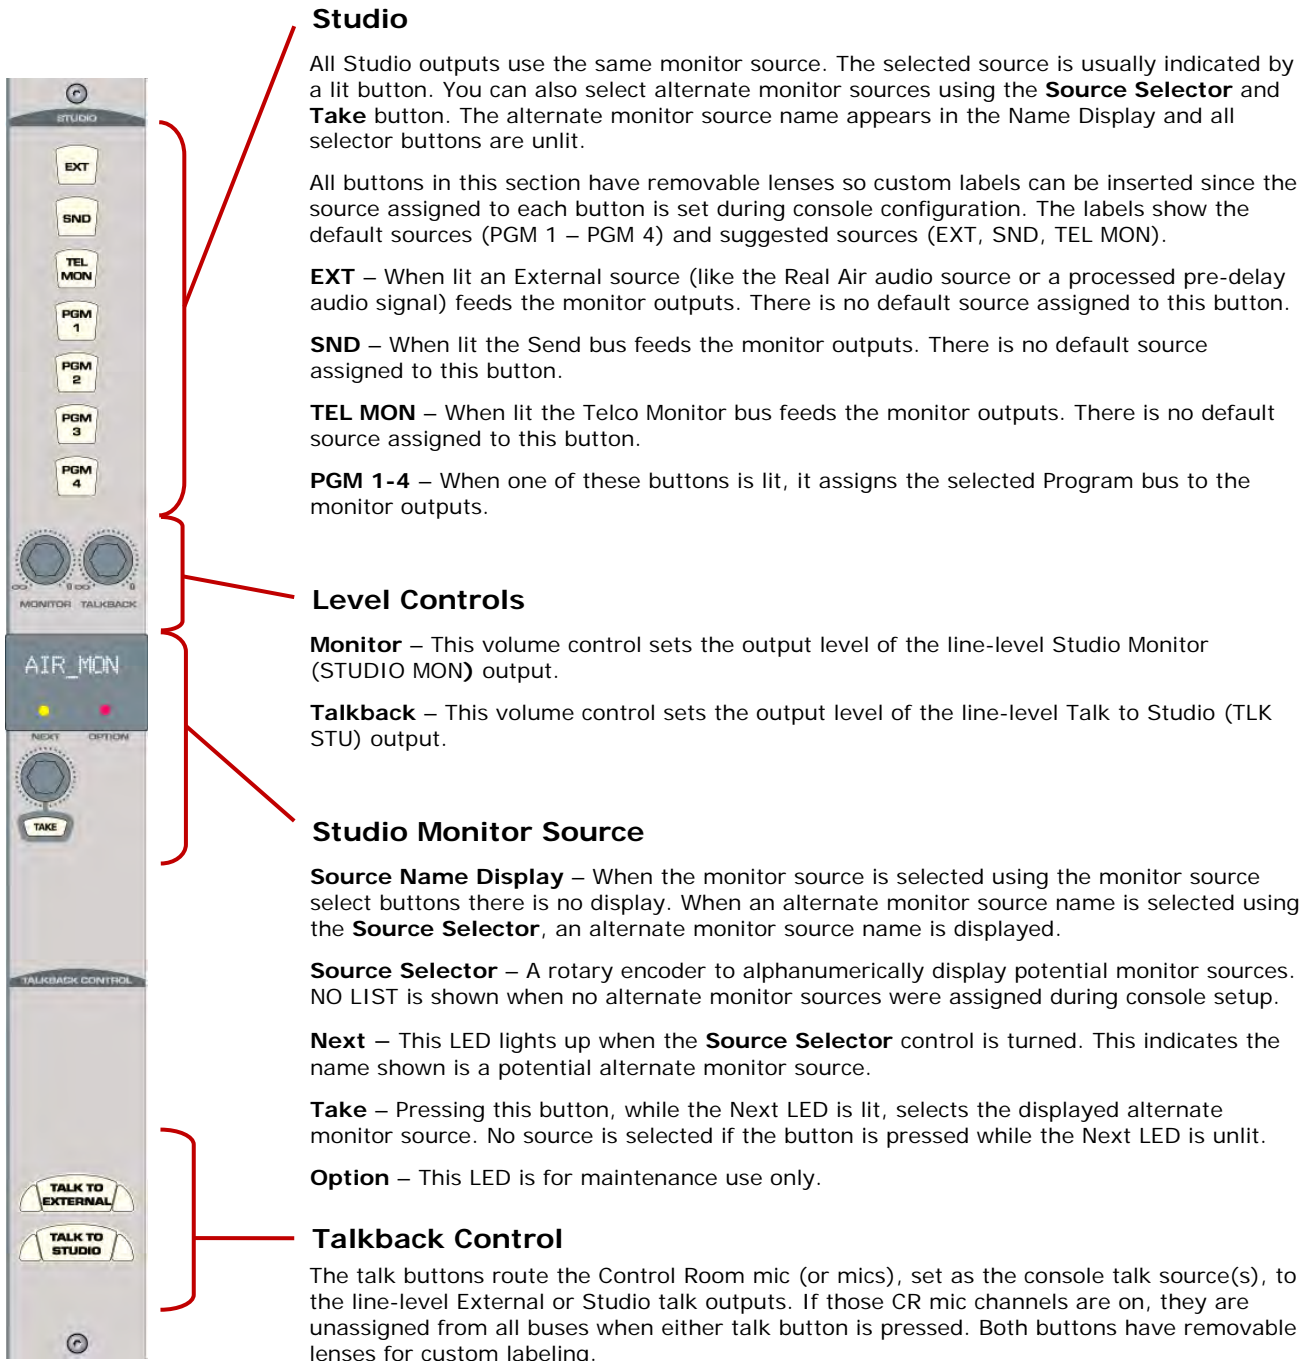 Studio
All Studio outputs use the same monitor source. The selected source is usually indicated by
a lit button. You can also select alternate monitor sources using the Source Selector and
Take button. The alternate monitor source name appears in the Name Display and all
selector buttons are unlit.
All buttons in this section have removable lenses so custom labels can be inserted since the
source assigned to each button is set during console configuration. The labels show the
default sources (PGM 1 – PGM 4) and suggested sources (EXT, SND, TEL MON).
EXT – When lit an External source (like the Real Air audio source or a processed pre-delay
audio signal) feeds the monitor outputs. There is no default source assigned to this button.
SND – When lit the Send bus feeds the monitor outputs. There is no default source
assigned to this button.
TEL MON – When lit the Telco Monitor bus feeds the monitor outputs. There is no default
source assigned to this button.
PGM 1-4 – When one of these buttons is lit, it assigns the selected Program bus to the
monitor outputs.
Level Controls
Monitor – This volume control sets the output level of the line-level Studio Monitor
(STUDIO MON) output.
Talkback – This volume control sets the output level of the line-level Talk to Studio (TLK
STU) output.
Studio Monitor Source
Source Name Display – When the monitor source is selected using the monitor source
select buttons there is no display. When an alternate monitor source name is selected using
the Source Selector, an alternate monitor source name is displayed.
Source Selector – A rotary encoder to alphanumerically display potential monitor sources.
NO LIST is shown when no alternate monitor sources were assigned during console setup.
Next – This LED lights up when the Source Selector control is turned. This indicates the
name shown is a potential alternate monitor source.
Take – Pressing this button, while the Next LED is lit, selects the displayed alternate
monitor source. No source is selected if the button is pressed while the Next LED is unlit.
Option – This LED is for maintenance use only.
Talkback Control
The talk buttons route the Control Room mic (or mics), set as the console talk source(s), to
the line-level External or Studio talk outputs. If those CR mic channels are on, they are
unassigned from all buses when either talk button is pressed. Both buttons have removable
lenses for custom labeling.
STUDIO
EXT
SND
TEL
MON
PGM
1
PGM
2
PGM
3
PGM
4
∞ 0 ∞ 0
MONITOR TALKBACK
AIR_MON
NEXT OPTION
TAKE
TALKBACK CONTROL
TALK TO
EXTERNAL
TALK TO
STUDIO